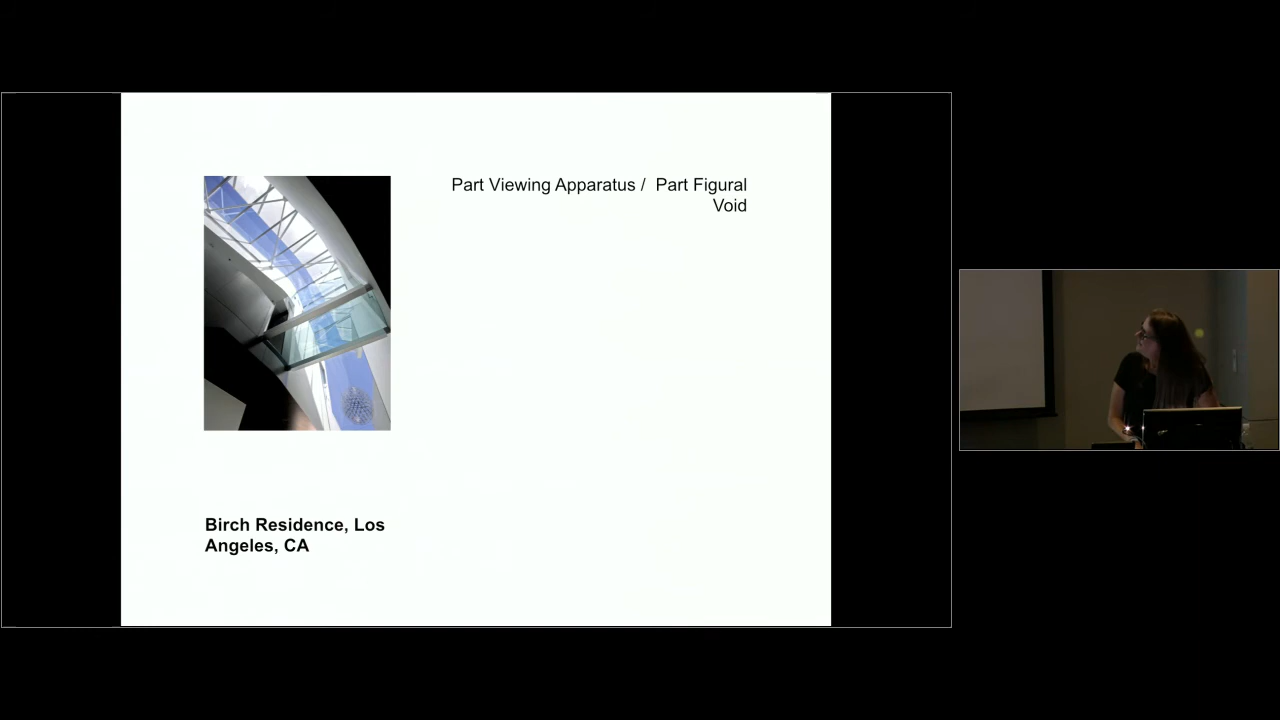 Part Viewing Apparatus /  Part Figural
Void
Birch Residence, Los
Angeles, CA